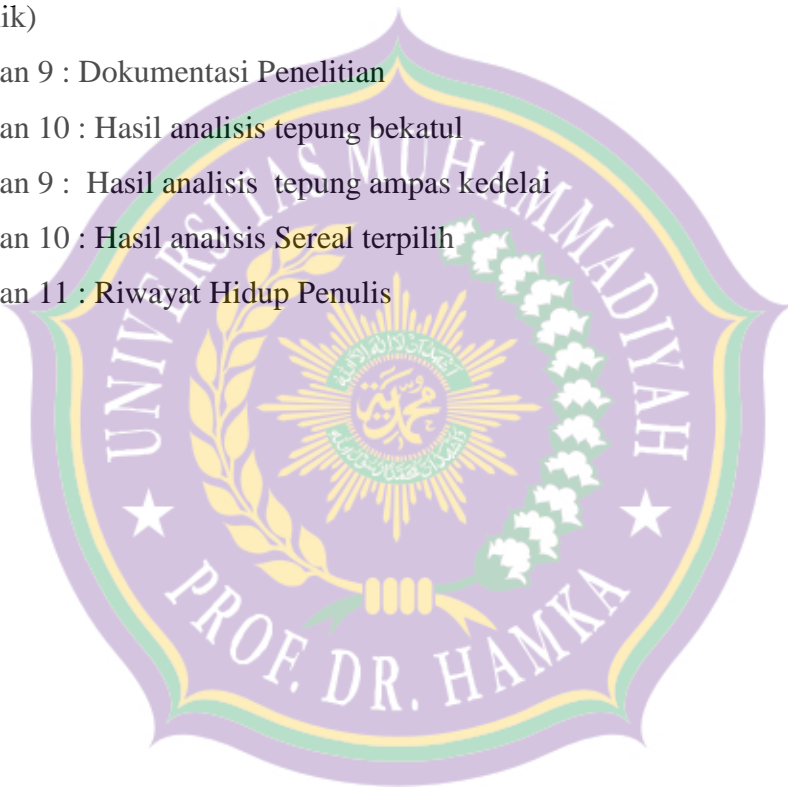 ik)
an 9 : Dokumentasi Penelitian
an 10 : Hasil analisis tepung bekatul
an 9 :  Hasil analisis  tepung ampas kedelai
an 10 : Hasil analisis Sereal terpilih
an 11 : Riwayat Hidup Penulis
UNIVERSITAS MUHAMMADIYAH
PROF. DR. HAMKA